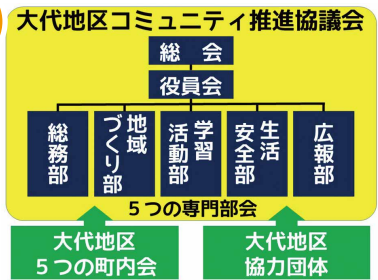 大代地区コミュニティ推進協議会
総会
役員会
総務部
地域づくり部
学習活動部
生活安全部
広報部
5つの専門部会
大代地区
5つの町内会
大代地区
協力団体